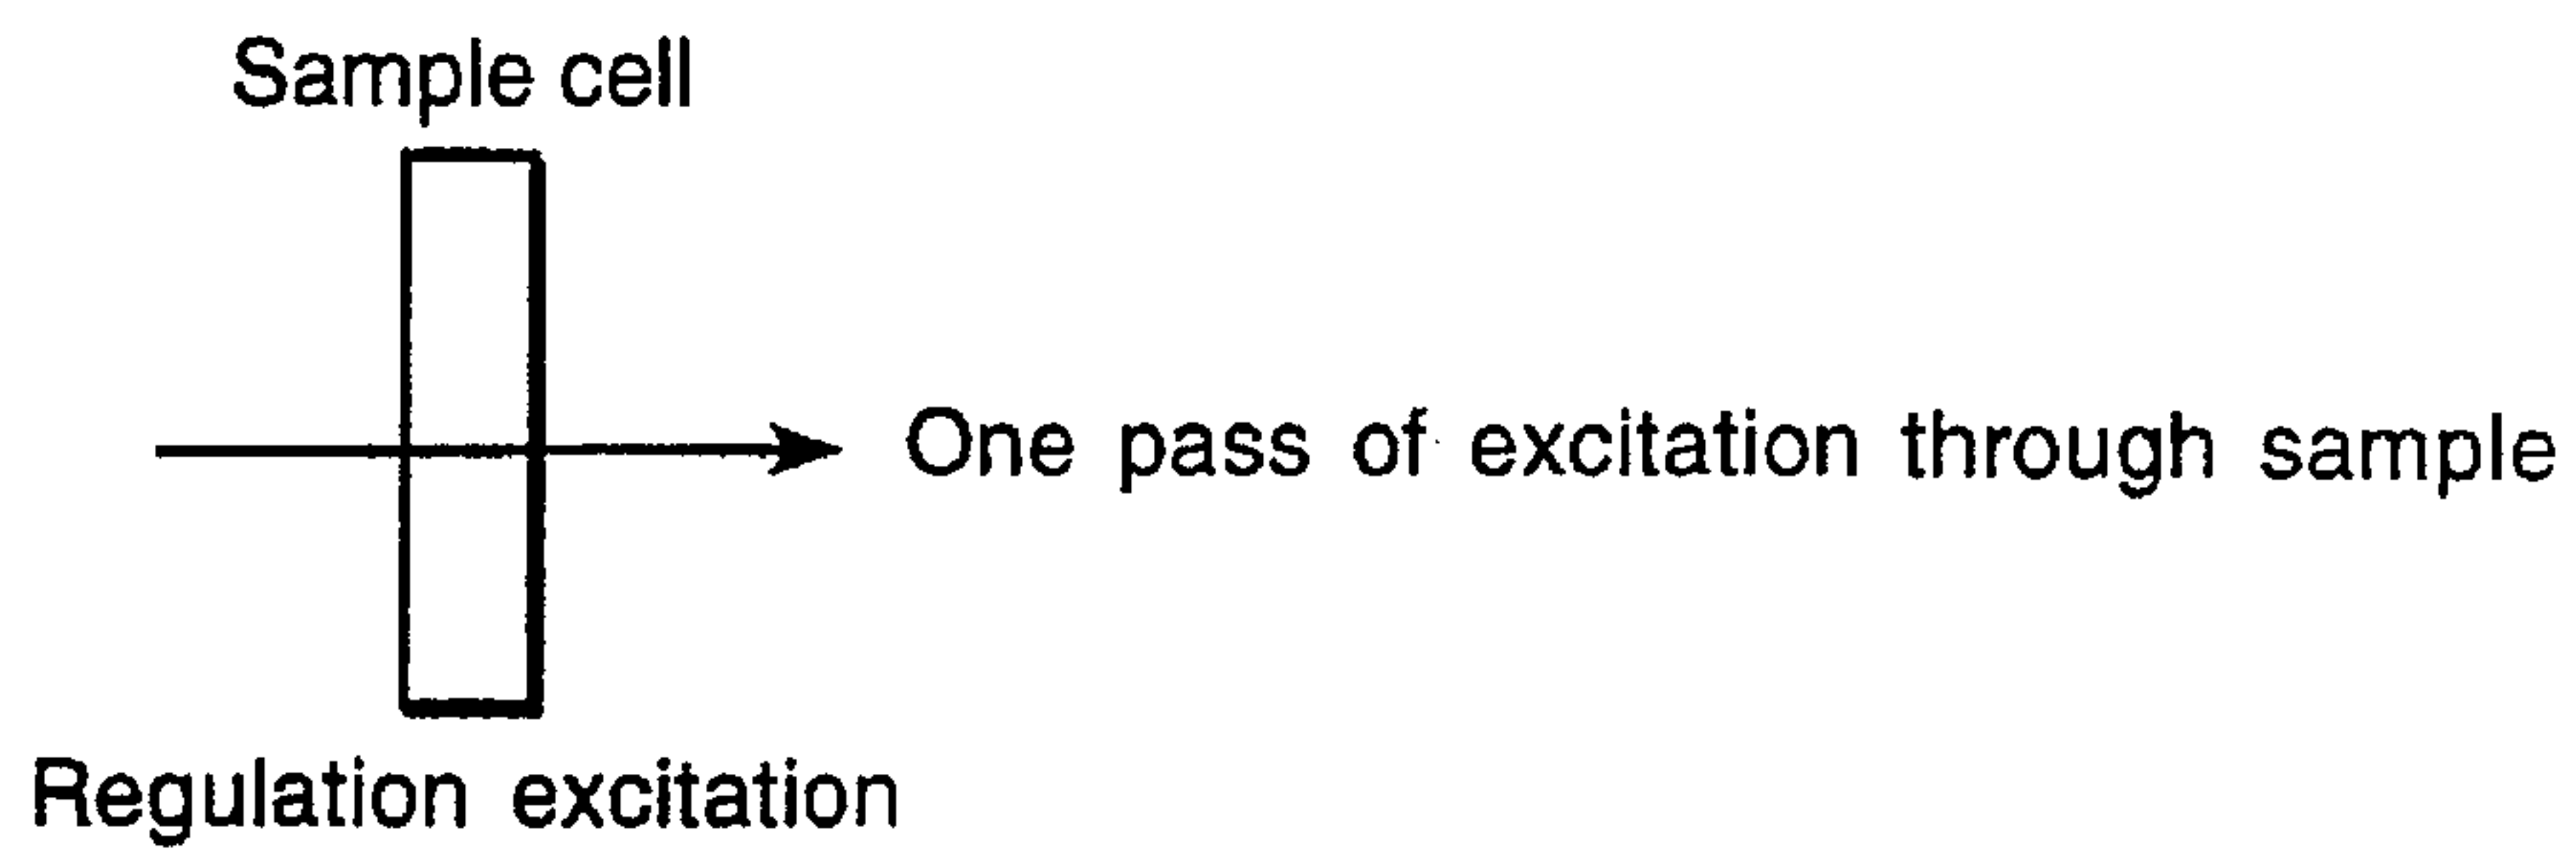 Sample cell
One pass of excitation through sample
Regulation excitation